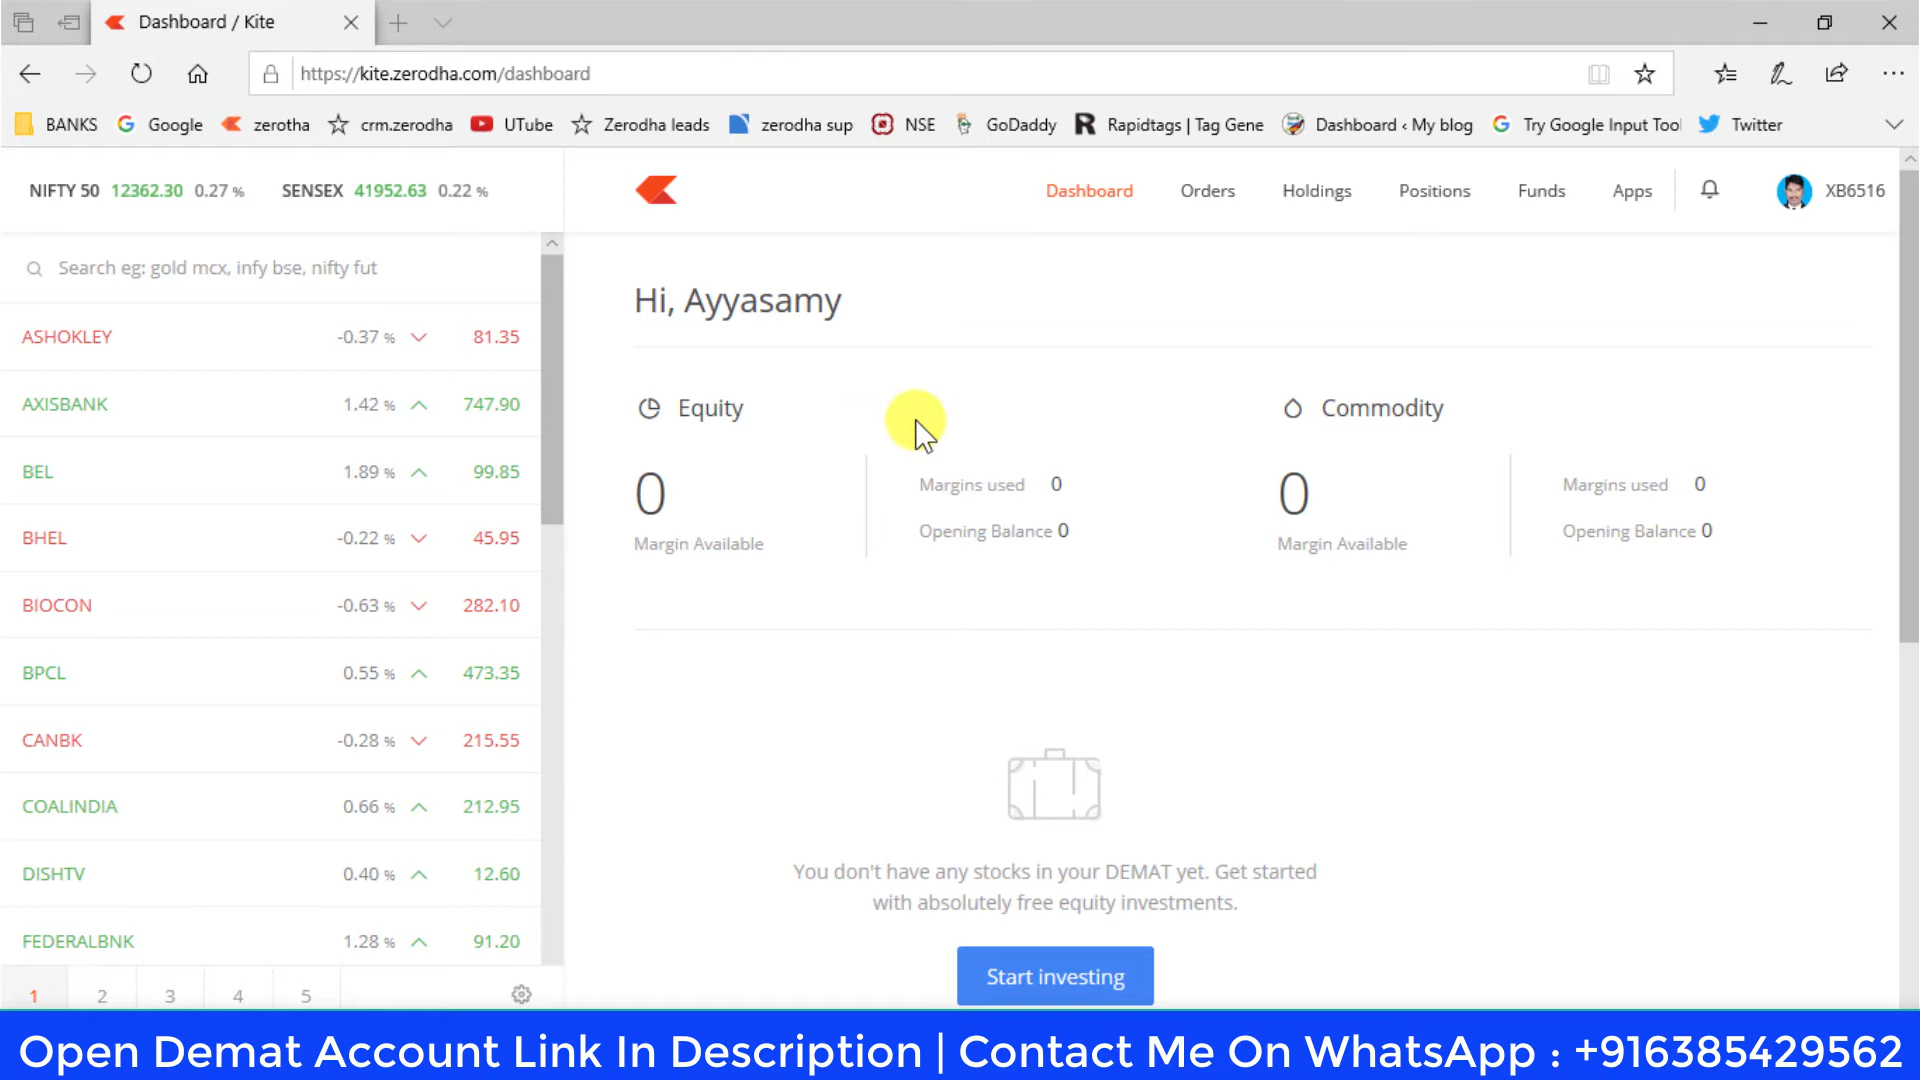 Dashboard / Kite
https://kite.zerodha.com/dashboard
BANKS Google zerotha crm.zerodha UTube Zerodha leads zerodha sup NSE GoDaddy Rapidtags | Tag Gene Dashboard ‹ My blog Try Google Input Tool Twitter
NIFTY 50 12362.30 0.27 % SENSEX 41952.63 0.22 %
Dashboard Orders Holdings Positions Funds Apps XB6516
Search eg: gold mcx, infy bse, nifty fut
Hi, Ayyasamy
ASHOKLEY -0.37 % 81.35
AXISBANK 1.42 % 747.90
BEL 1.89 % 99.85
BHEL -0.22 % 45.95
BIOCON -0.63 % 282.10
BPCL 0.55 % 473.35
CANBK -0.28 % 215.55
COALINDIA 0.66 % 212.95
DISHTV 0.40 % 12.60
FEDERALBNK 1.28 % 91.20
1 2 3 4 5
Equity
0
Margin Available
Margins used 0
Opening Balance 0
Commodity
0
Margin Available
Margins used 0
Opening Balance 0
You don't have any stocks in your DEMAT yet. Get started
with absolutely free equity investments.
Start investing
Open Demat Account Link In Description | Contact Me On WhatsApp : +916385429562